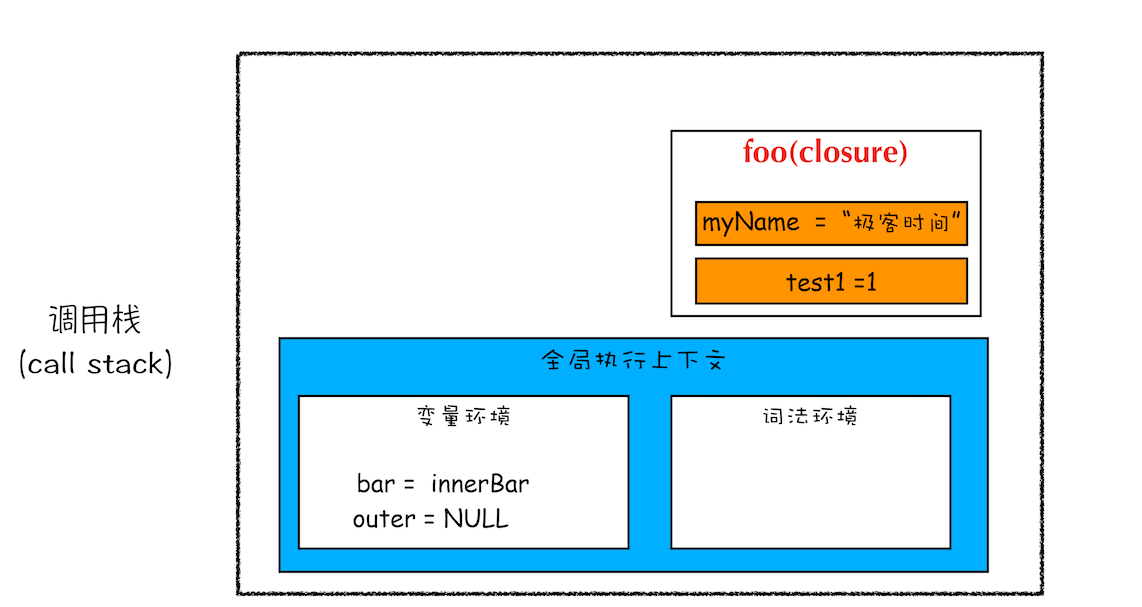 foo(closure)
myName = “极客时间”
test1 =1
调用栈
(call stack)
全局执行上下文
变量环境
词法环境
bar = innerBar
outer = NULL